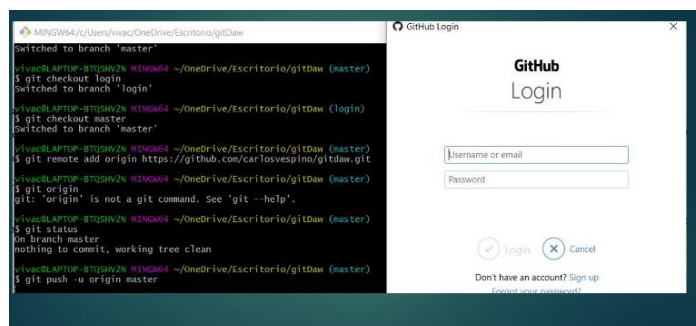 MINGW64:/c/Users/vivac/OneDrive/Escritorio/gitDaw
Switched to branch 'master'
vivac@LAPTOP-BTQSHV2N MINGW64 ~/OneDrive/Escritorio/gitDaw (master)
$ git checkout login
Switched to branch 'login'
vivac@LAPTOP-BTQSHV2N MINGW64 ~/OneDrive/Escritorio/gitDaw (login)
$ git checkout master
Switched to branch 'master'
vivac@LAPTOP-BTQSHV2N MINGW64 ~/OneDrive/Escritorio/gitDaw (master)
$ git remote add origin https://github.com/carlosvespino/gitdaw.git
vivac@LAPTOP-BTQSHV2N MINGW64 ~/OneDrive/Escritorio/gitDaw (master)
$ git origin
git: 'origin' is not a git command. See 'git --help'.
vivac@LAPTOP-BTQSHV2N MINGW64 ~/OneDrive/Escritorio/gitDaw (master)
$ git status
On branch master
nothing to commit, working tree clean
vivac@LAPTOP-BTQSHV2N MINGW64 ~/OneDrive/Escritorio/gitDaw (master)
$ git push -u origin master
GitHub Login
GitHub
Login
Username or email
Password
Login
Cancel
Don't have an account? Sign up
Forgot your password?